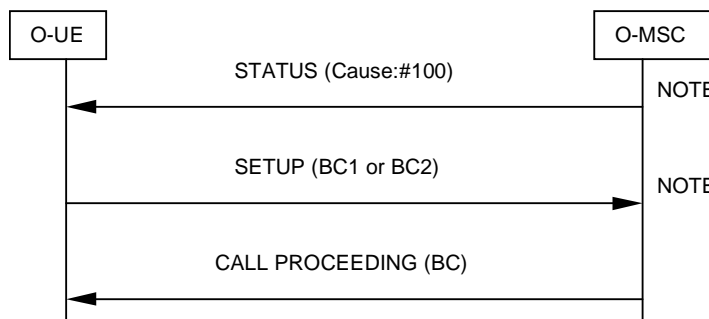 O-UE
O-MSC
STATUS (Cause:#100)
NOTE
SETUP (BC1 or BC2)
NOTE
CALL PROCEEDING (BC)